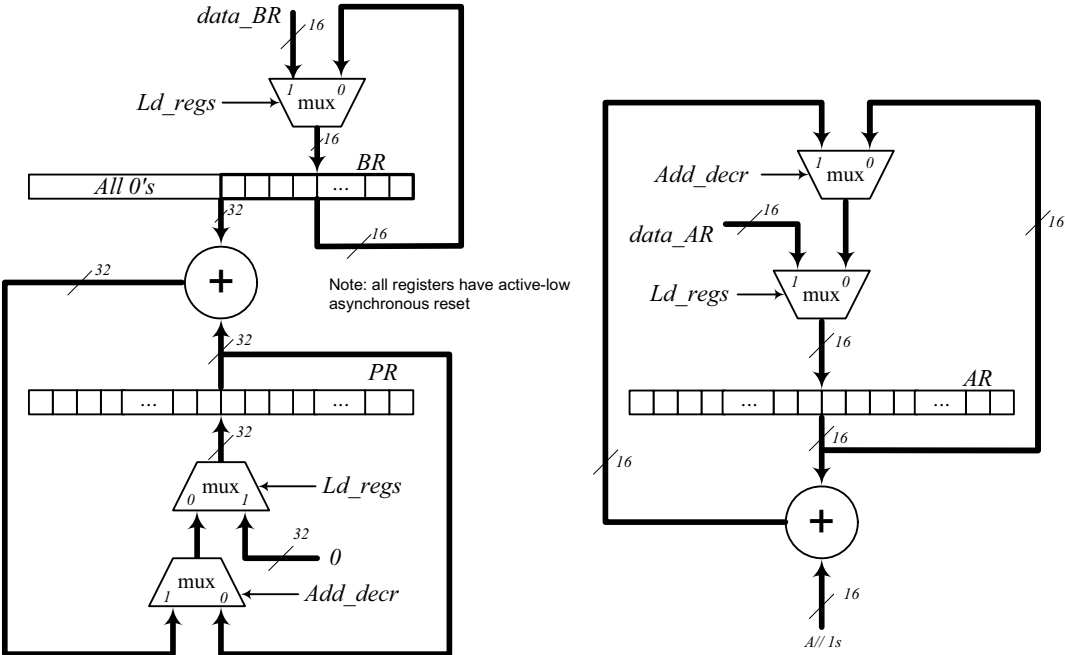 data_BR
16
1
0
Ld_regs
mux
16
BR
All 0's
...
32
16
+
32
Note: all registers have active-low
asynchronous reset
32
PR
...
...
32
mux
0
1
Ld_regs
32
0
mux
1
0
Add_decr
1
0
Add_decr
mux
16
16
data_AR
1
0
Ld_regs
mux
16
AR
...
...
16
16
+
16
A// 1s